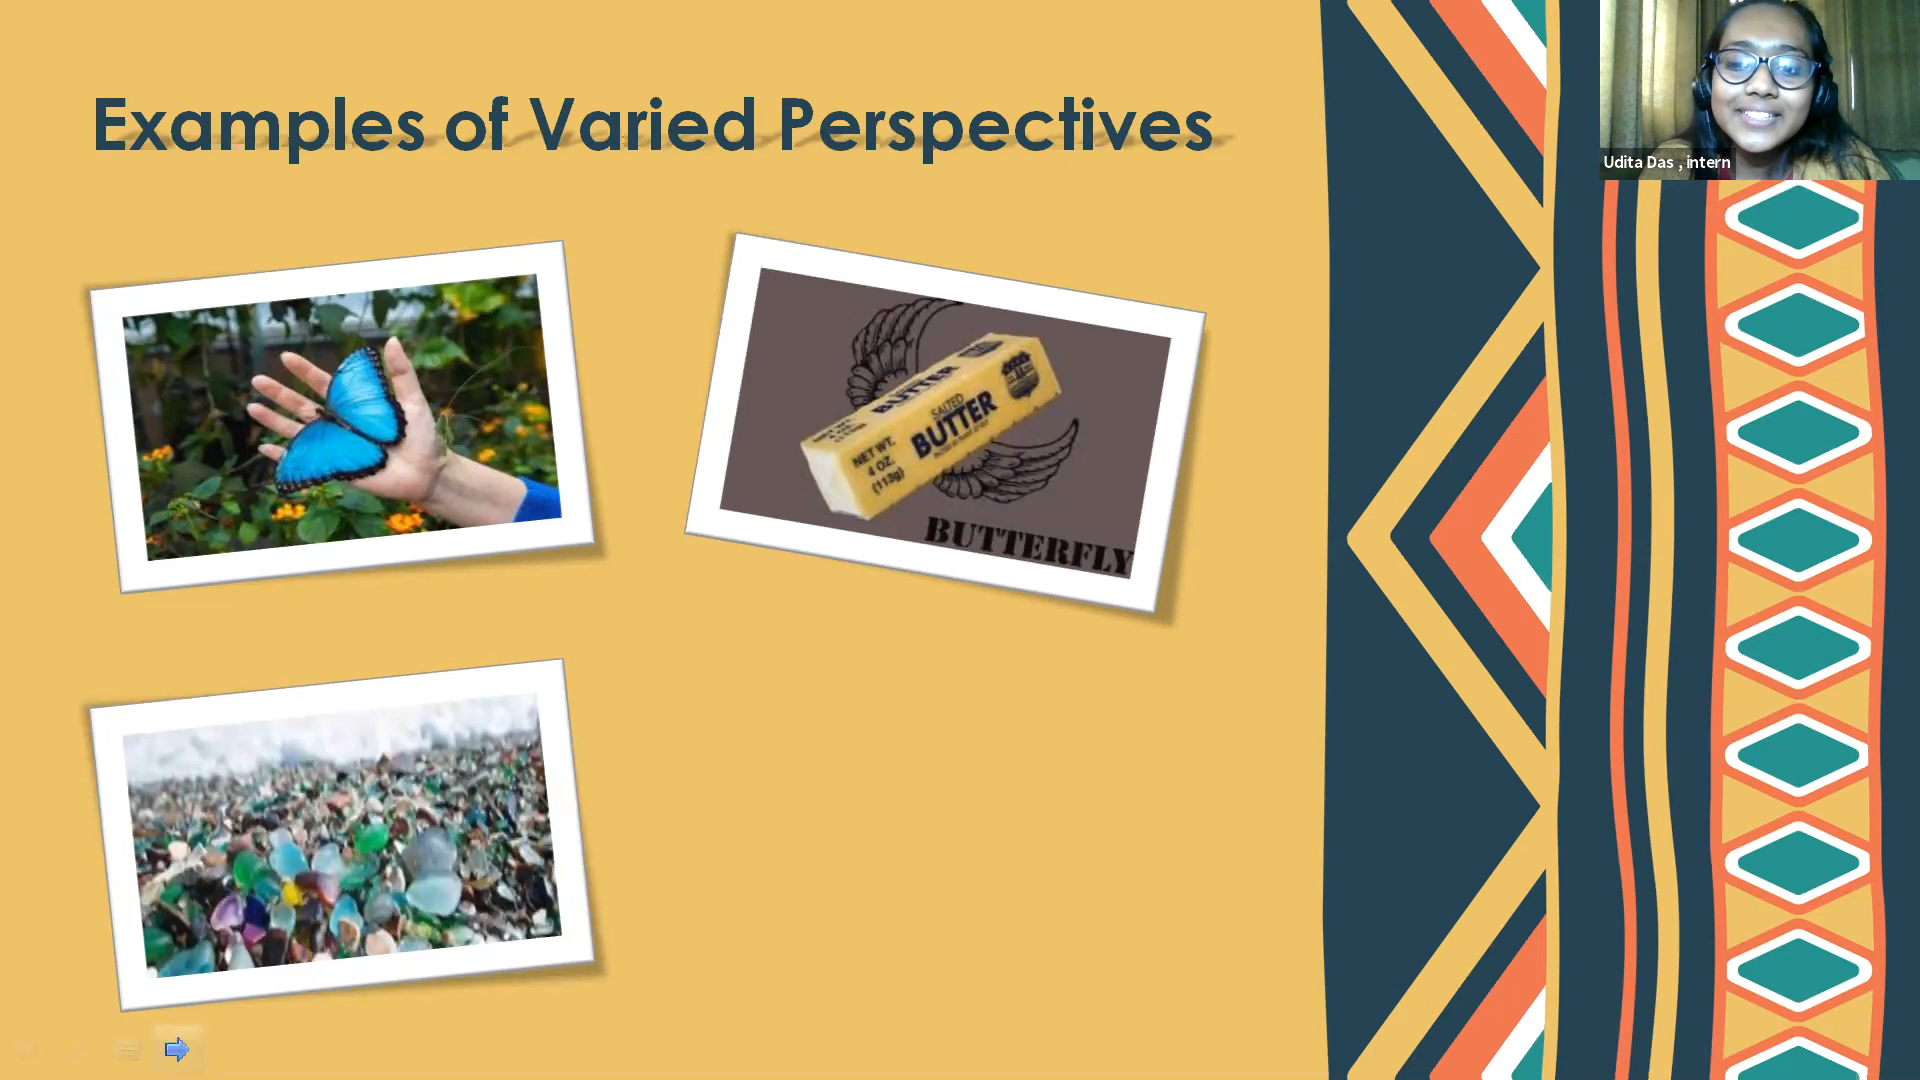 Examples of Varied Perspectives
Udita Das , intern
BUTTER
SALTED
BUTTER
NET WT.
4 OZ.
(113g)
BUTTERFLY